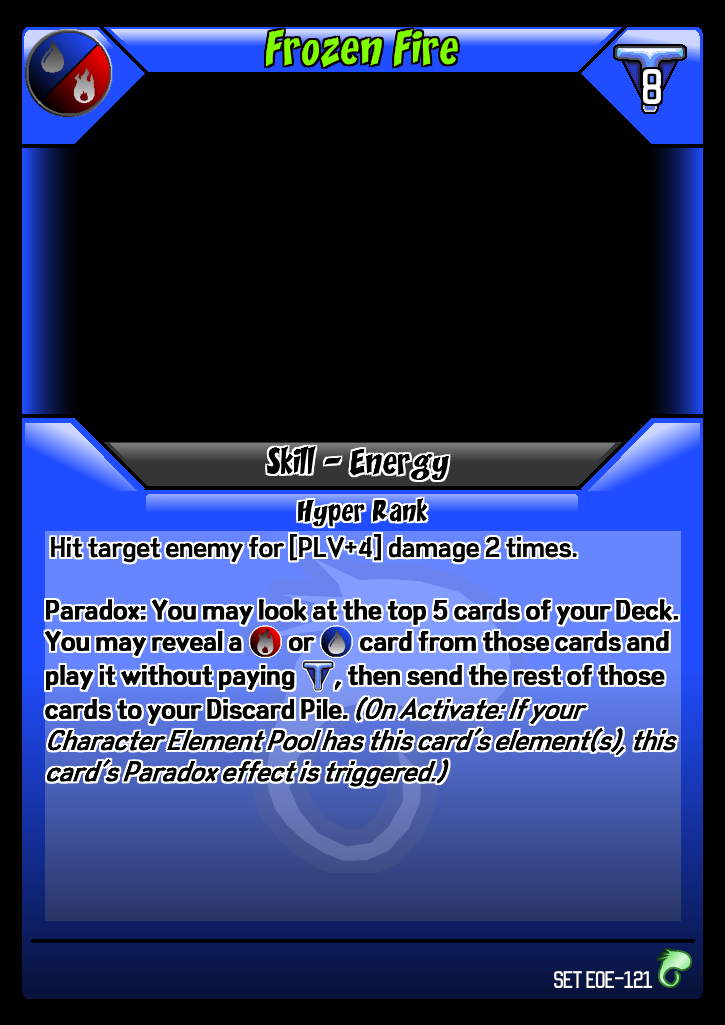 Frozen Fire
8
Skill - Energy
Hyper Rank
Hit target enemy for [PLV+4] damage 2 times.
Paradox: You may look at the top 5 cards of your Deck.
You may reveal a or card from those cards and
play it without paying , then send the rest of those
cards to your Discard Pile. (On Activate: If your
Character Element Pool has this card's element(s), this
card's Paradox effect is triggered.)
SET EOE-121